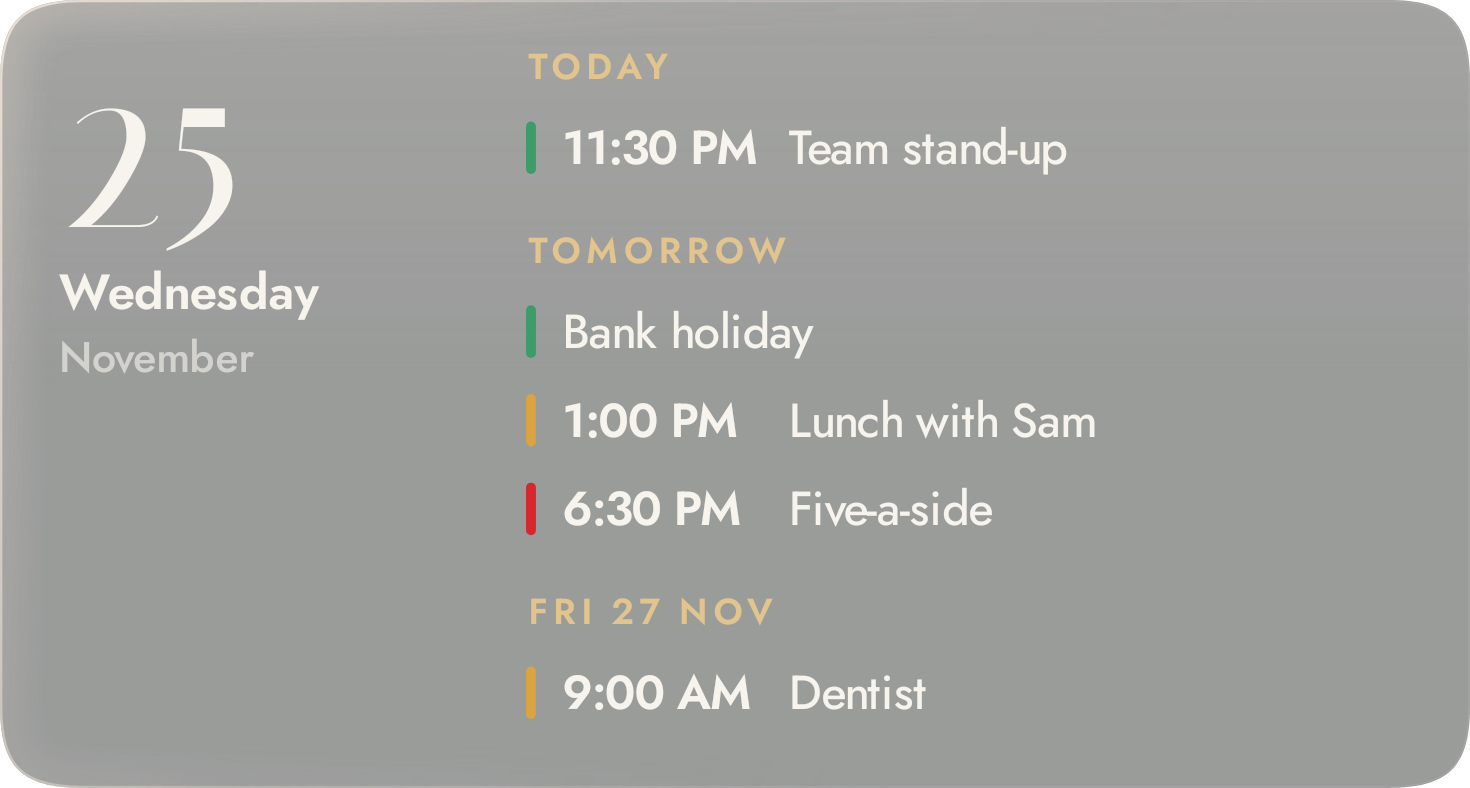 25
Wednesday
November
TODAY
11:30 PM Team stand-up
TOMORROW
Bank holiday
1:00 PM Lunch with Sam
6:30 PM Five-a-side
FRI 27 NOV
9:00 AM Dentist